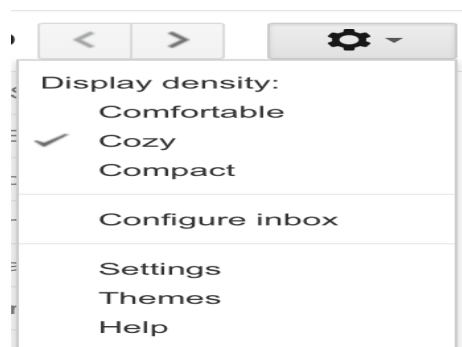 Display density:
Comfortable
Cozy
Compact
Configure inbox
Settings
Themes
Help